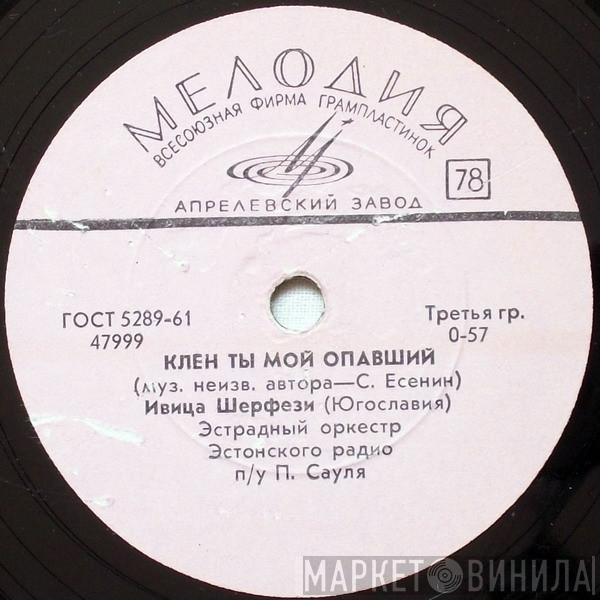 МЕЛОДИЯ
ВСЕСОЮЗНАЯ ФИРМА ГРАМПЛАСТИНОК
78
АПРЕЛЕВСКИЙ ЗАВОД
ГОСТ 5289-61
47999
Третья гр.
0-57
КЛЕН ТЫ МОЙ ОПАВШИЙ
(муз. неизв. автора—С. Есенин)
Ивица Шерфези (Югославия)
Эстрадный оркестр
Эстонского радио
п/у П. Сауля
МАРКЕТ ВИНИЛА